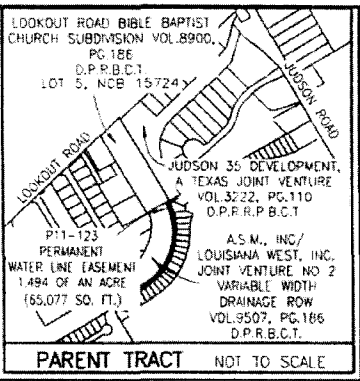 LOOKOUT ROAD BIBLE BAPTIST
CHURCH SUBDIVISION VOL.8900,
PG.186
D.P.R.B.C.T
LOT 5, NCB 15724
JUDSON ROAD
LOOKOUT ROAD
JUDSON 35 DEVELOPMENT,
A TEXAS JOINT VENTURE
VOL.3222, PG.110
D.P.R.R.P B.C.T
P11-123
PERMANENT
WATER LINE EASEMENT
1.494 OF AN ACRE
(65,077 SQ. FT.)
A.S.M., INC/
LOUISIANA WEST, INC.
JOINT VENTURE NO 2
VARIABLE WIDTH
DRAINAGE ROW
VOL.9507, PG.186
D.P.R.B.C.T.
PARENT TRACT NOT TO SCALE